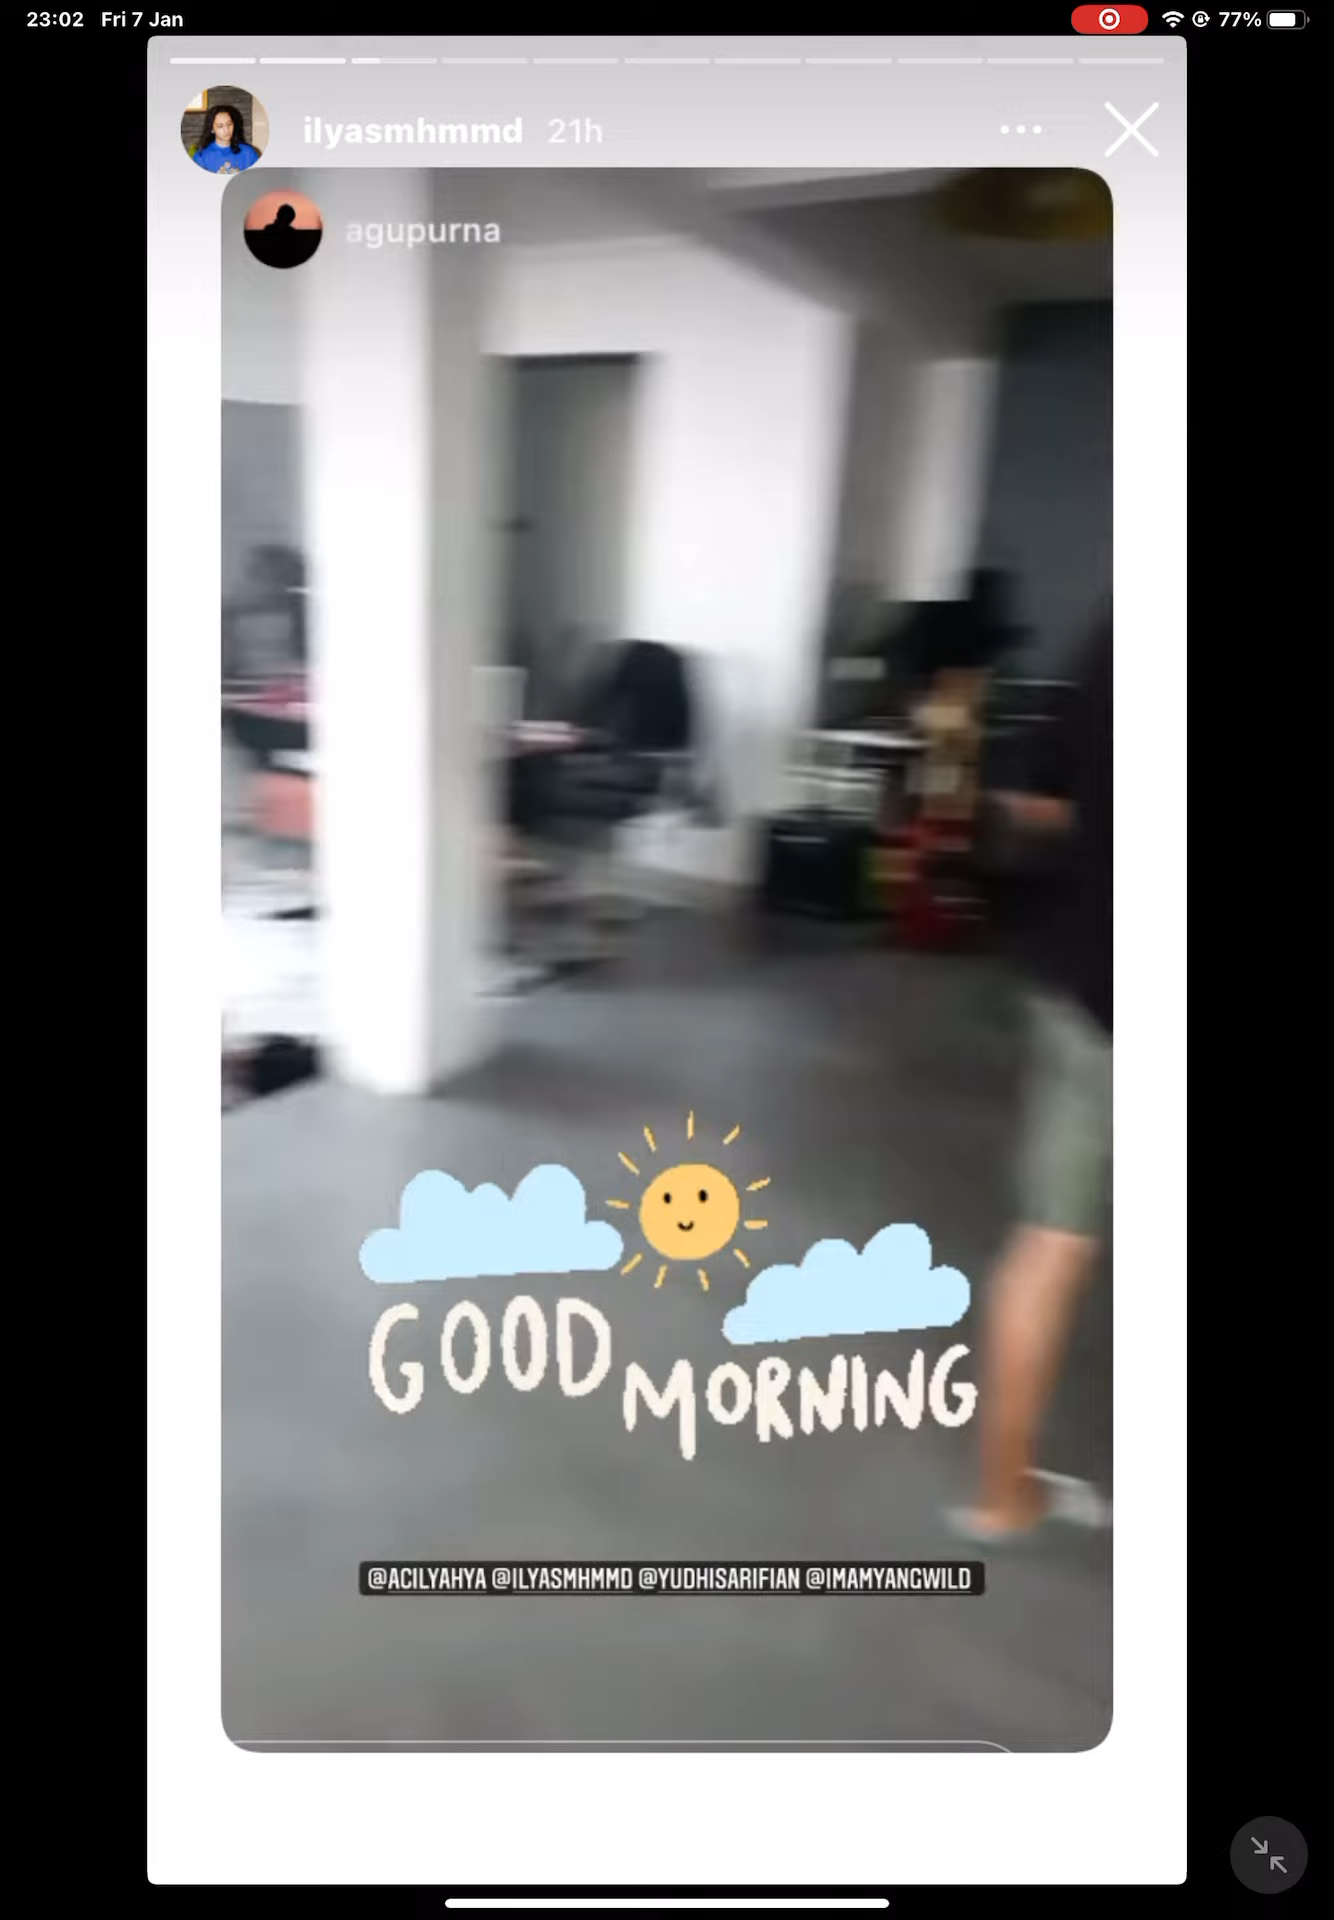 23:02 Fri 7 Jan
77%
ilyasmhmmd 21h
agupurna
GOOD MORNING
@ACILYAHYA @ILYASMHMMD @YUDHISARIFIAN @IMAMYANGWILD